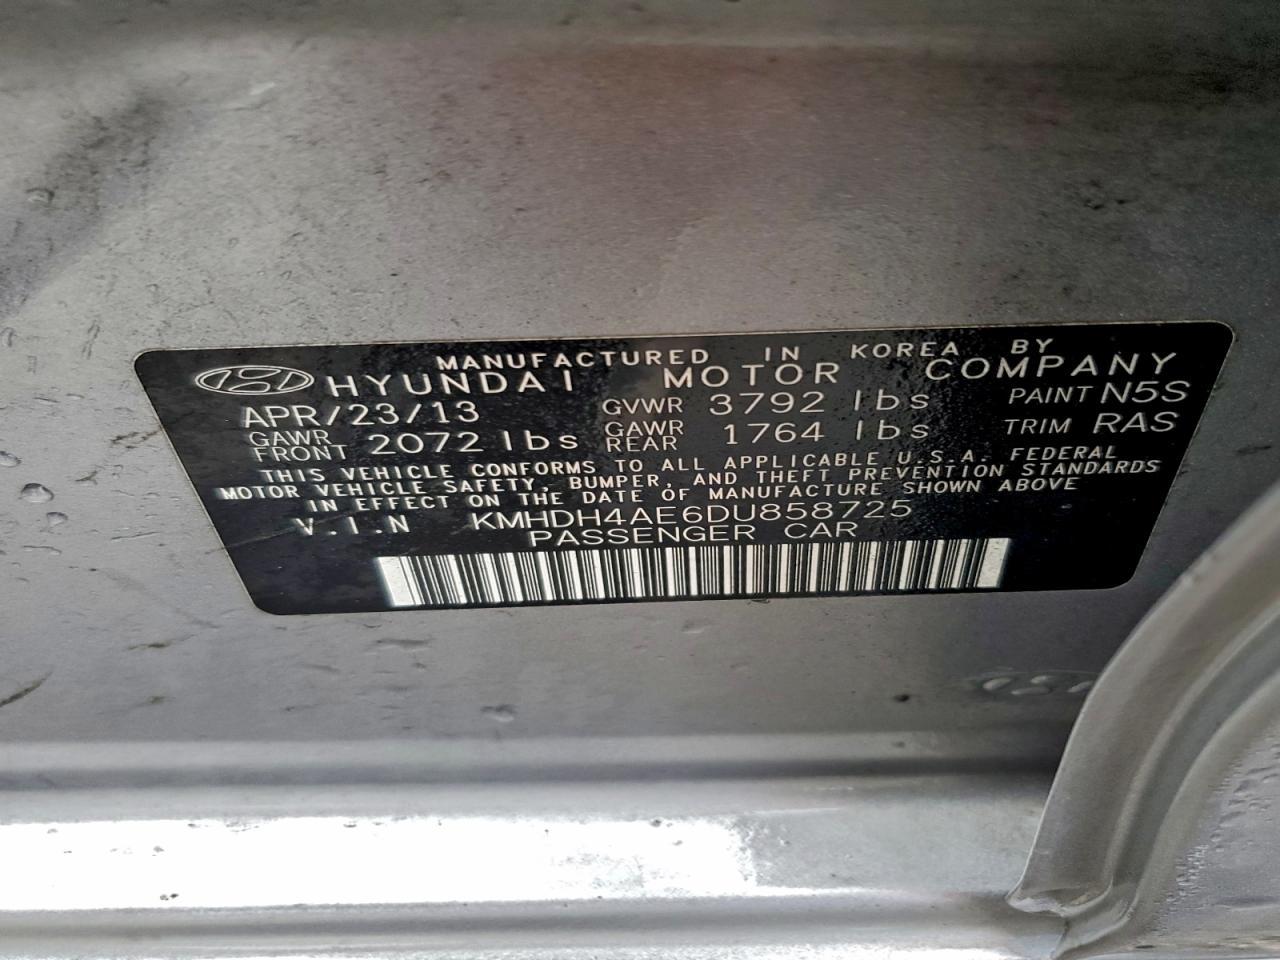 MANUFACTURED IN KOREA BY
HYUNDAI MOTOR COMPANY
APR/23/13 GVWR 3792 lbs PAINT N5S
GAWR FRONT 2072 lbs GAWR REAR 1764 lbs TRIM RAS
THIS VEHICLE CONFORMS TO ALL APPLICABLE U.S.A. FEDERAL
MOTOR VEHICLE SAFETY, BUMPER, AND THEFT PREVENTION STANDARDS
IN EFFECT ON THE DATE OF MANUFACTURE SHOWN ABOVE
V.I.N KMHDH4AE6DU858725
PASSENGER CAR